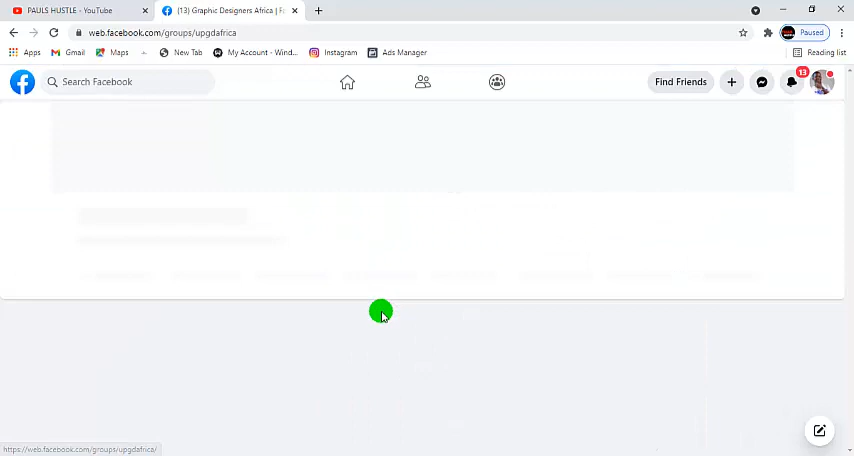 PAULS HUSTLE - YouTube
(13) Graphic Designers Africa | Fa
web.facebook.com/groups/upgdafrica
Paused
Apps
Gmail
Maps
New Tab
My Account - Wind...
Instagram
Ads Manager
Reading list
Search Facebook
Find Friends
13
https://web.facebook.com/groups/upgdafrica/